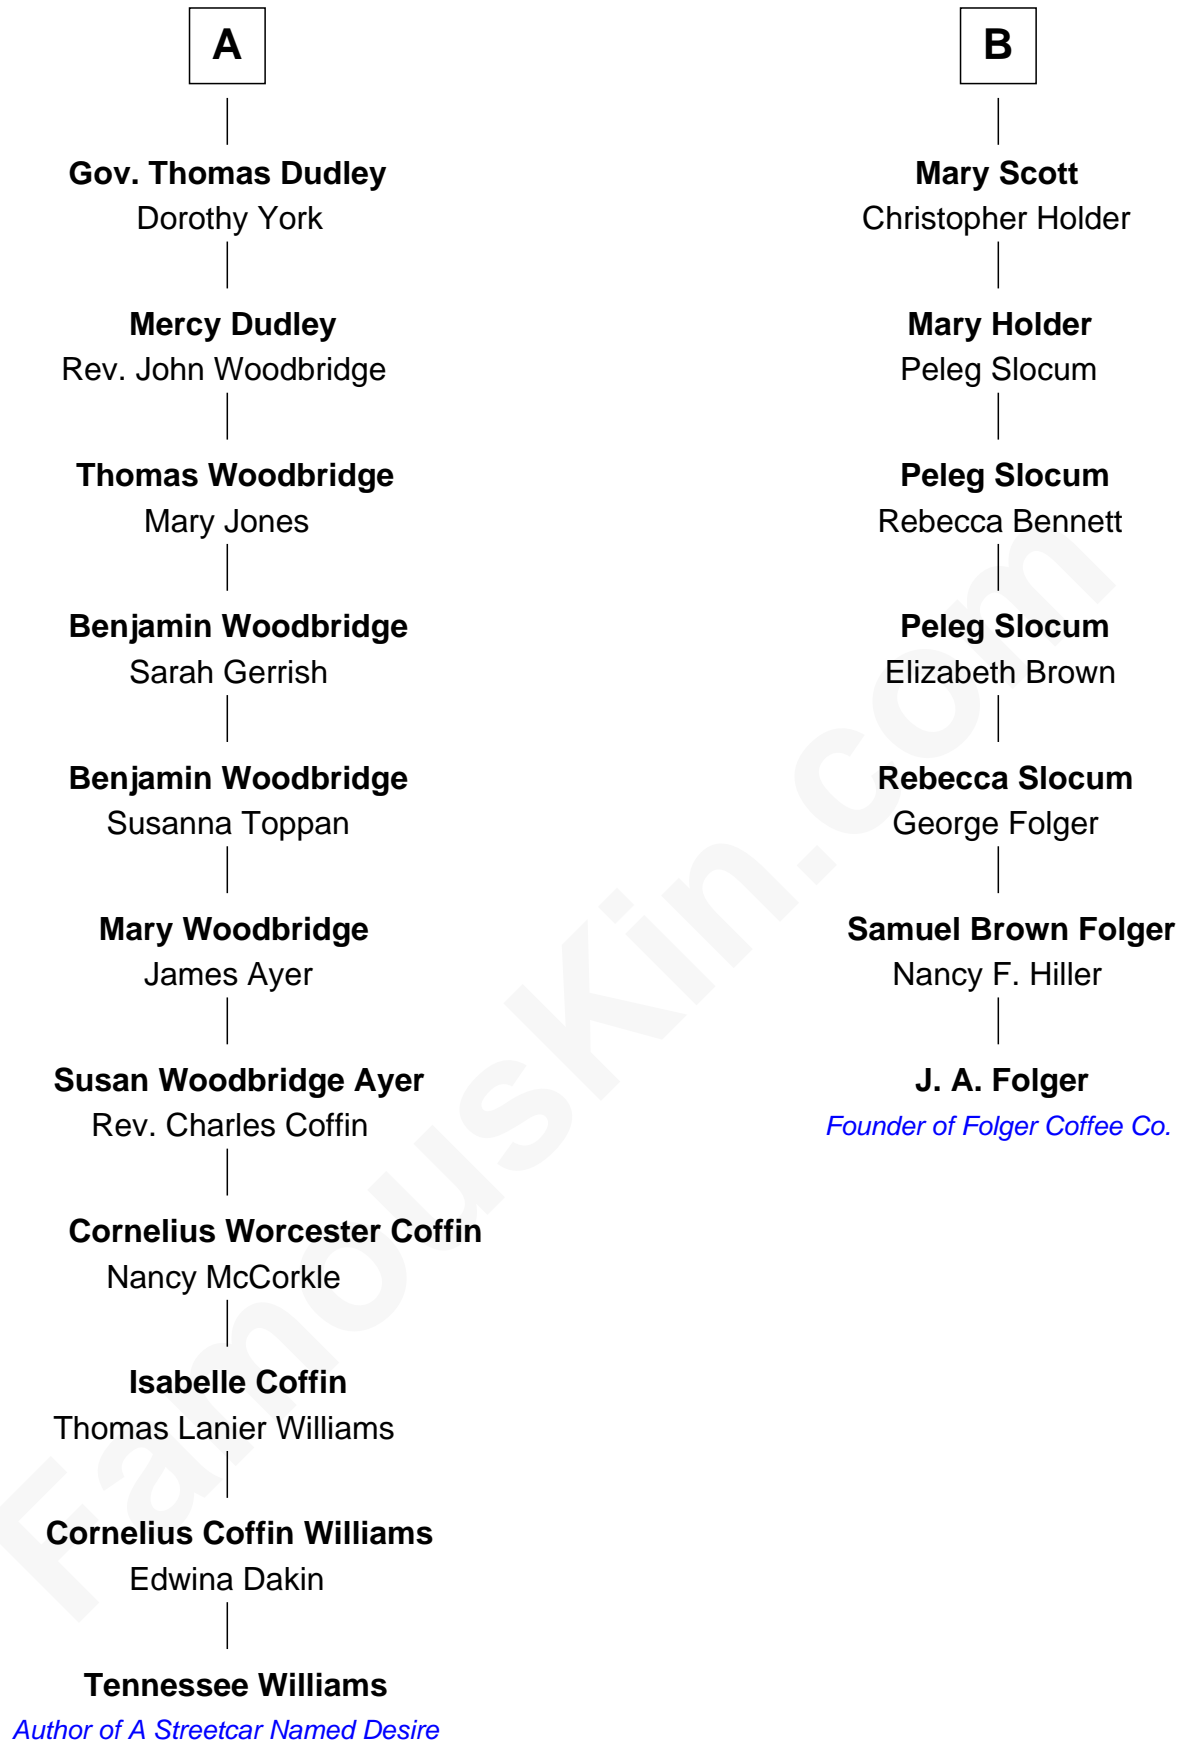 A
Gov. Thomas Dudley
Dorothy York
Mercy Dudley
Rev. John Woodbridge
Thomas Woodbridge
Mary Jones
Benjamin Woodbridge
Sarah Gerrish
Benjamin Woodbridge
Susanna Toppan
Mary Woodbridge
James Ayer
Susan Woodbridge Ayer
Rev. Charles Coffin
Cornelius Worcester Coffin
Nancy McCorkle
Isabelle Coffin
Thomas Lanier Williams
Cornelius Coffin Williams
Edwina Dakin
Tennessee Williams
Author of A Streetcar Named Desire
B
Mary Scott
Christopher Holder
Mary Holder
Peleg Slocum
Peleg Slocum
Rebecca Bennett
Peleg Slocum
Elizabeth Brown
Rebecca Slocum
George Folger
Samuel Brown Folger
Nancy F. Hiller
J. A. Folger
Founder of Folger Coffee Co.
FamousKin.com